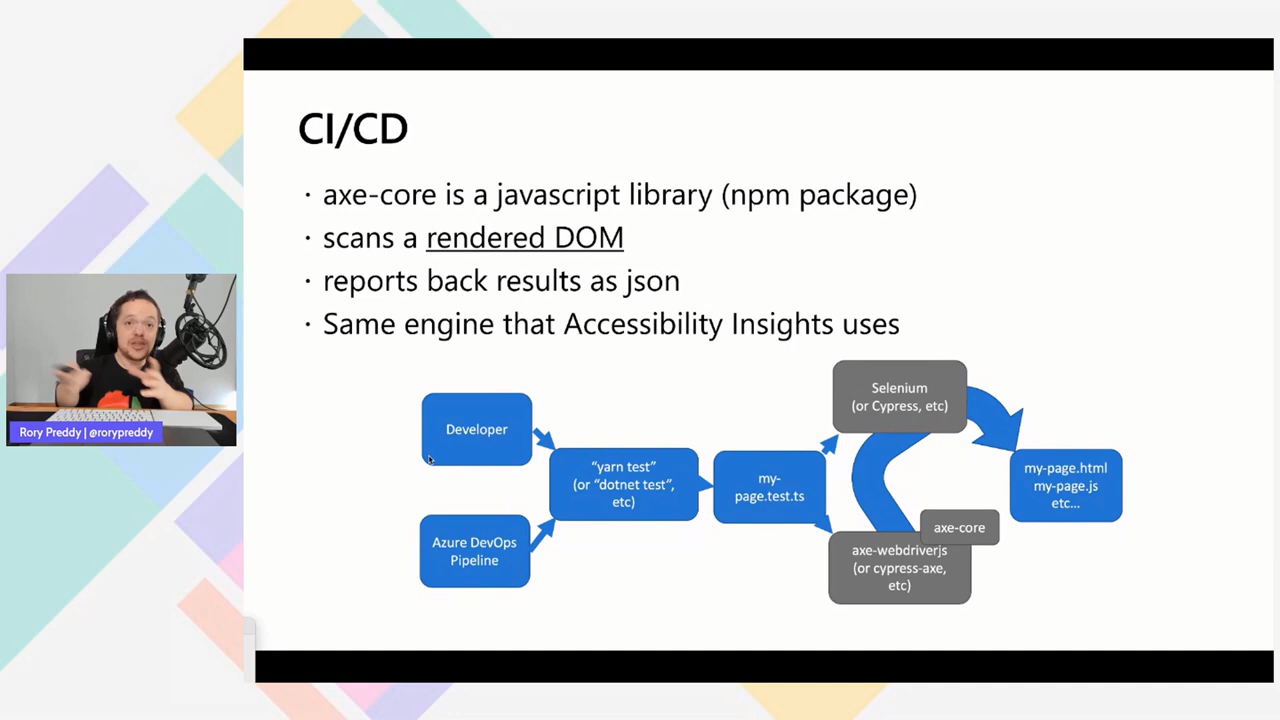 CI/CD
· axe-core is a javascript library (npm package)
· scans a rendered DOM
· reports back results as json
· Same engine that Accessibility Insights uses
Developer
Azure DevOps
Pipeline
“yarn test”
(or “dotnet test”,
etc)
my-
page.test.ts
Selenium
(or Cypress, etc)
axe-core
axe-webdriverjs
(or cypress-axe,
etc)
my-page.html
my-page.js
etc...
Rory Preddy | @rorypreddy